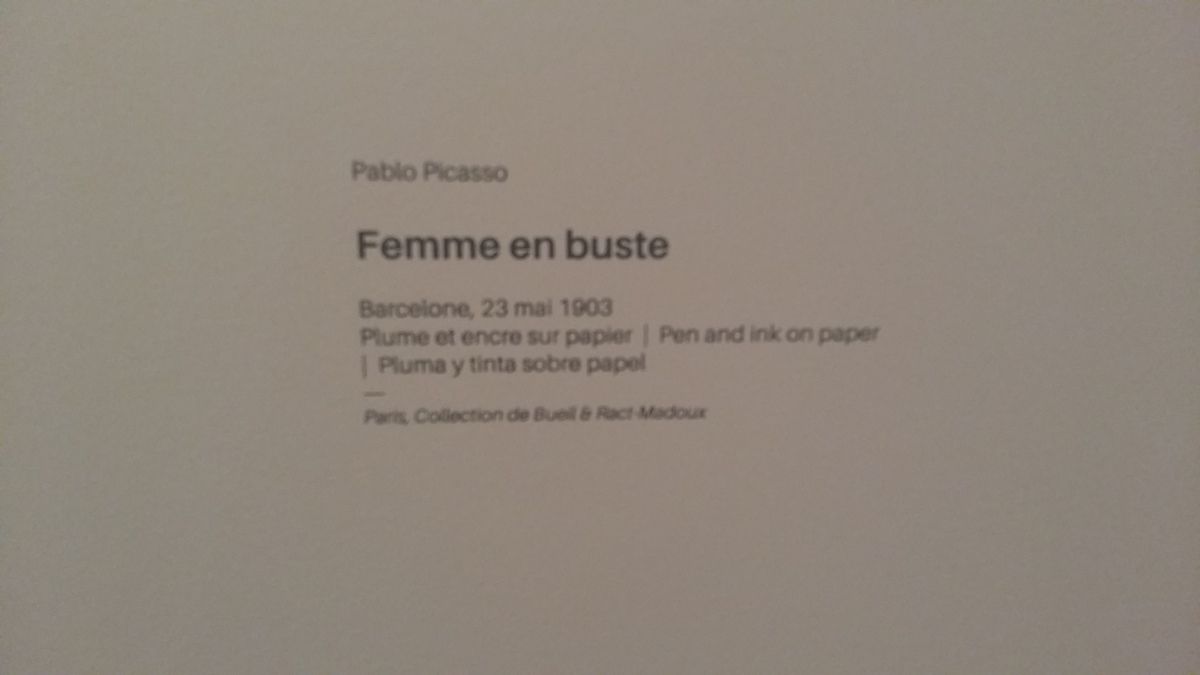 Pablo Picasso
Femme en buste
Barcelone, 23 mai 1903
Plume et encre sur papier | Pen and ink on paper
| Pluma y tinta sobre papel
—
Paris, Collection de Bueil & Ract-Madoux